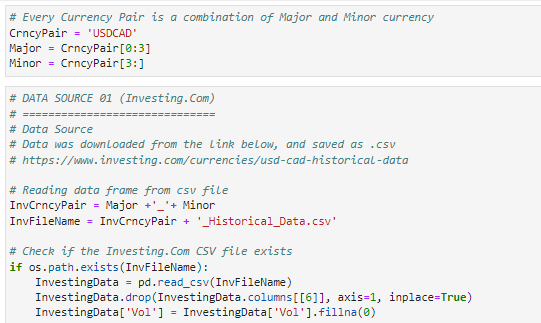 # Every Currency Pair is a combination of Major and Minor currency
CrncyPair = 'USDCAD'
Major = CrncyPair[0:3]
Minor = CrncyPair[3:]
# DATA SOURCE 01 (Investing.Com)
# ==============================
# Data Source
# Data was downloaded from the link below, and saved as .csv
# https://www.investing.com/currencies/usd-cad-historical-data
# Reading data frame from csv file
InvCrncyPair = Major +'_'+ Minor
InvFileName = InvCrncyPair + '_Historical_Data.csv'
# Check if the Investing.Com CSV file exists
if os.path.exists(InvFileName):
    InvestingData = pd.read_csv(InvFileName)
    InvestingData.drop(InvestingData.columns[[6]], axis=1, inplace=True)
    InvestingData['Vol'] = InvestingData['Vol'].fillna(0)